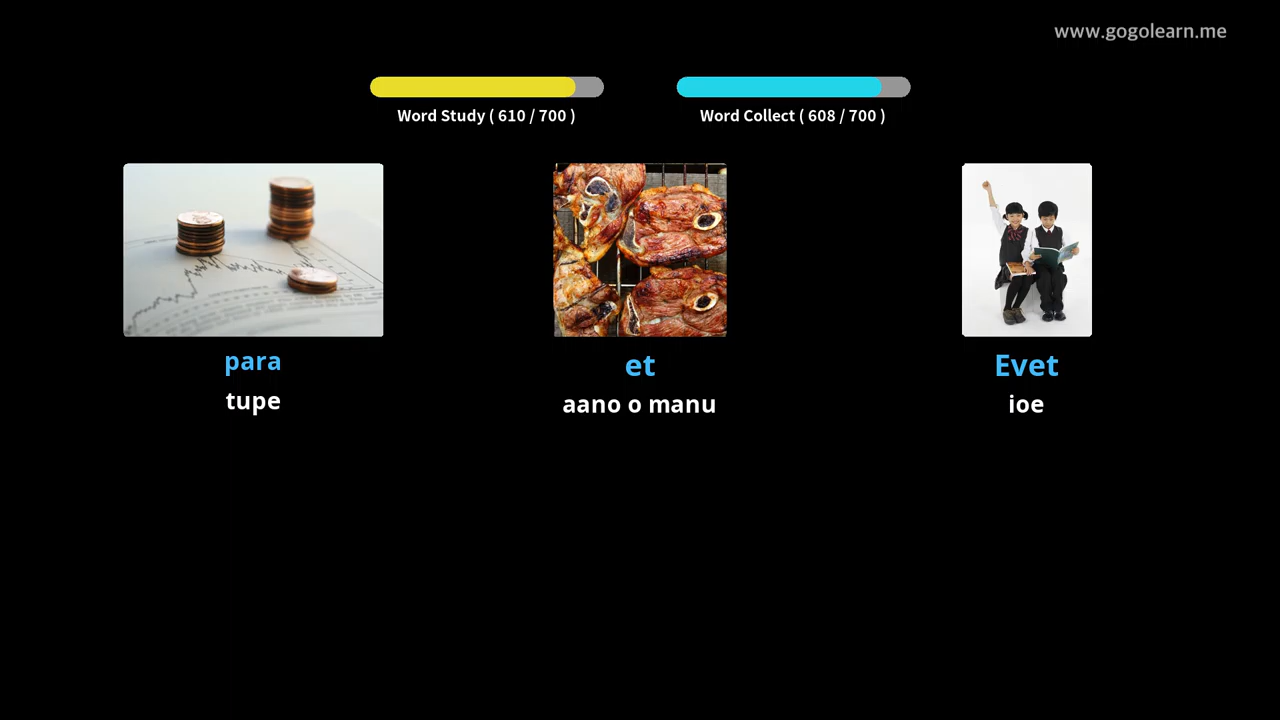 www.gogolearn.me
Word Study ( 610 / 700 )
Word Collect ( 608 / 700 )
para
tupe
et
aano o manu
Evet
ioe